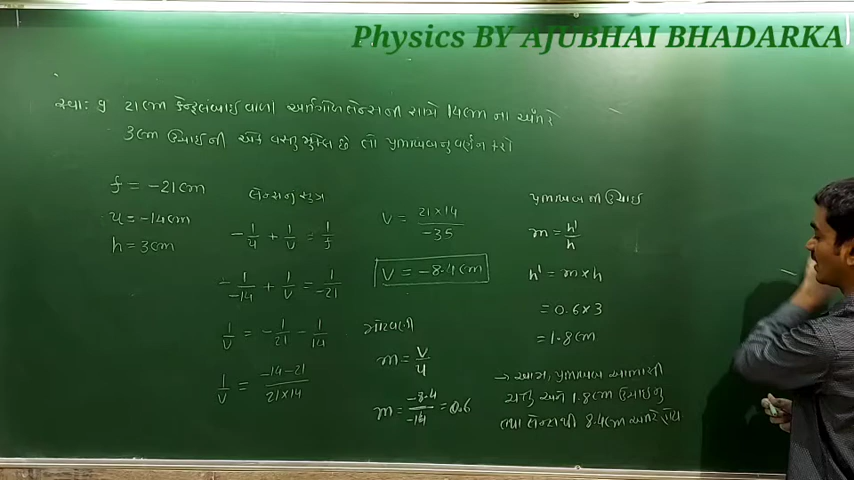 Physics BY AJUBHAI BHADARKA
21cm કેન્દ્રલંબાઈ વાળા અંતર્ગોળ લેન્સની સામે 14cm ના અંતરે
3cm ઊંચાઈની એક વસ્તુ મુકેલ છે તો પ્રતિબિંબનું વર્ણન કરો
f = -21cm
u = -14cm
h = 3cm
લેન્સનું સુત્ર
-1/u + 1/v = 1/f
-1/-14 + 1/v = 1/-21
1/v = -1/21 - 1/14
1/v = -14-21/21×14
v = 21×14/-35
v = -8.4cm
મોટવણી
m = v/u
m = -8.4/-14 = 0.6
પ્રતિબિંબની ઊંચાઈ
m = h'/h
h' = m×h
= 0.6×3
= 1.8cm
→ આમ, પ્રતિબિંબ આભાસી
ચત્તુ અને 1.8cm ઊંચાઈનું
તથા લેન્સથી 8.4cm અંતરે હોય